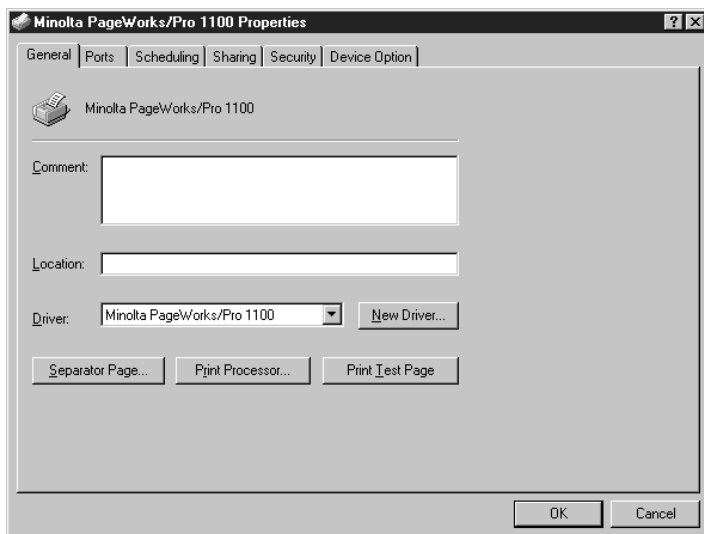 Minolta PageWorks/Pro 1100 Properties
General Ports Scheduling Sharing Security Device Option
Minolta PageWorks/Pro 1100
Comment:
Location:
Driver: Minolta PageWorks/Pro 1100 New Driver...
Separator Page... Print Processor... Print Test Page
OK Cancel